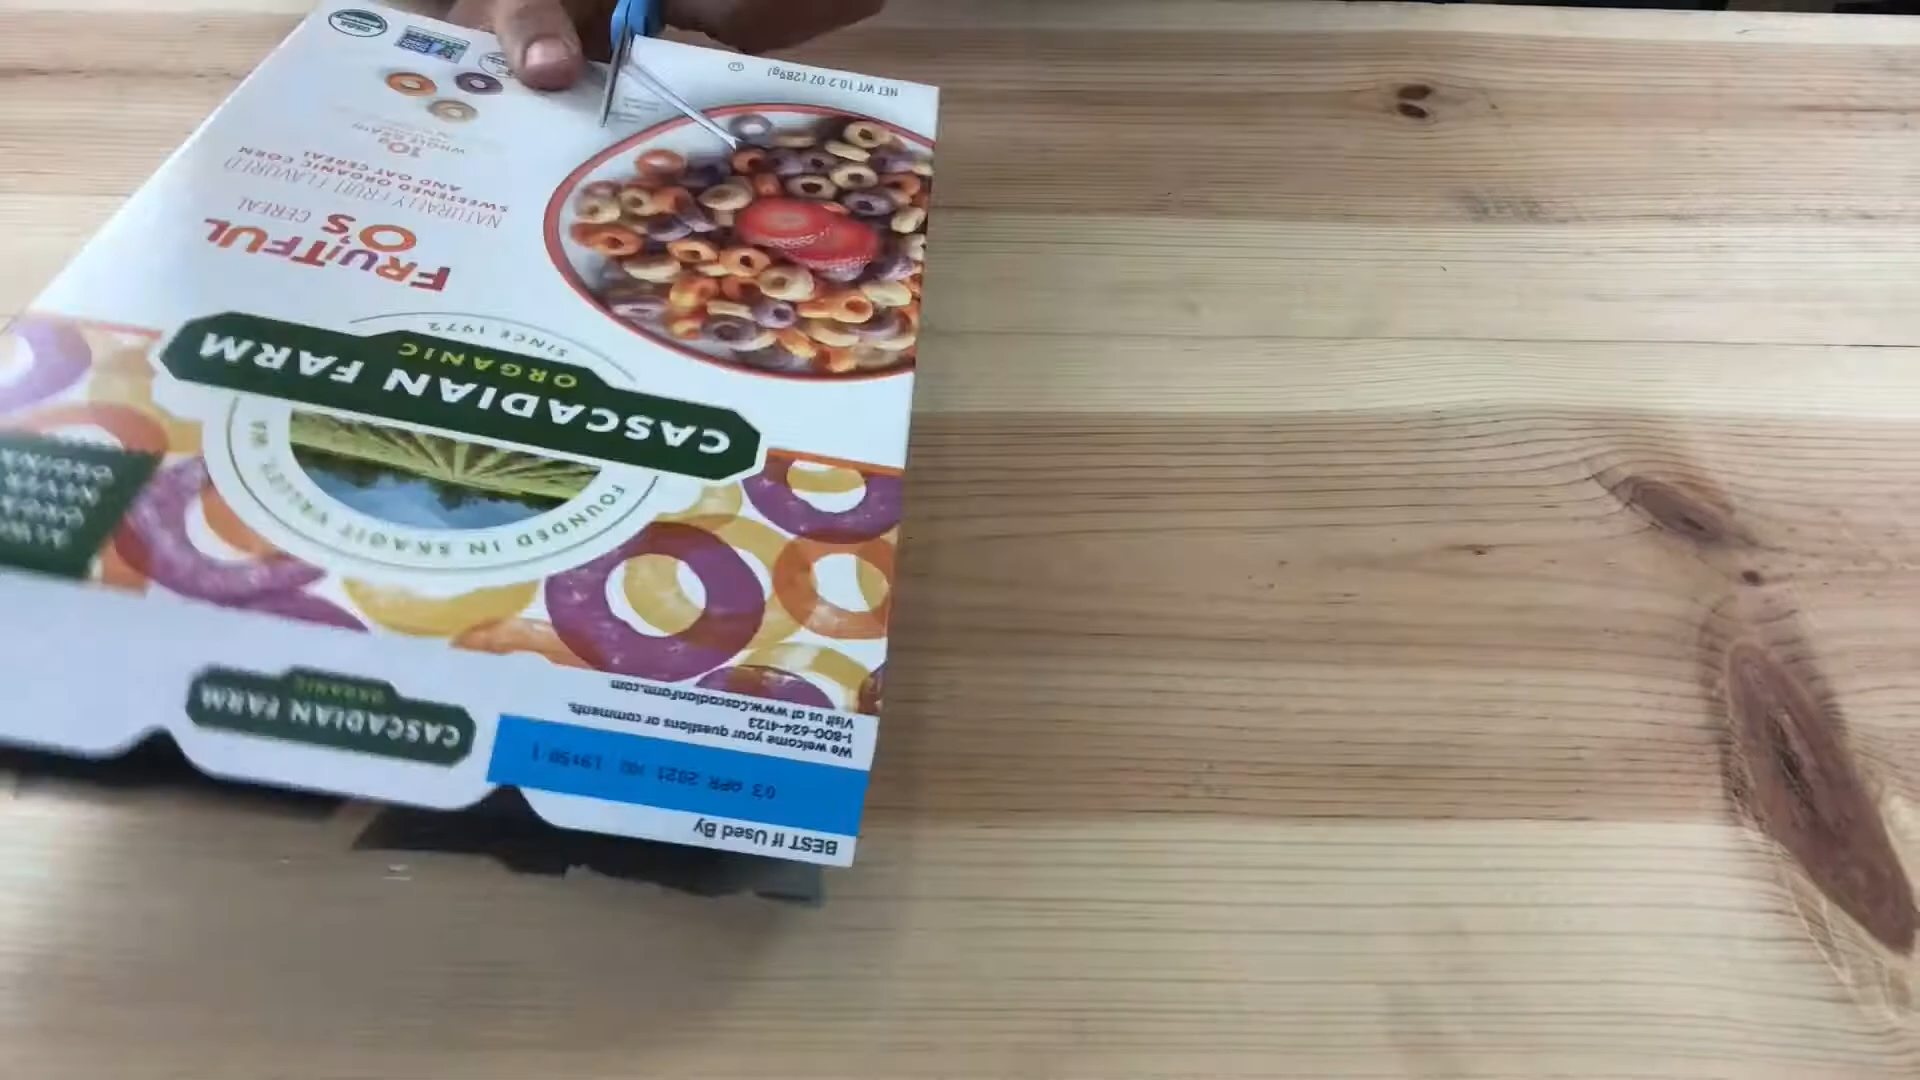 BEST If Used By
03 APR 2021
We welcome your questions or comments.
1-800-624-4123
Visit us at www.CascadianFarm.com
CASCADIAN FARM
ORGANIC
FOUNDED IN SKAGIT VALLEY, WA
CASCADIAN FARM
ORGANIC
SINCE 1972
FRUITFUL
O'S CEREAL
NATURALLY FRUIT FLAVORED
SWEETENED ORGANIC CORN
AND OAT CEREAL
10g
WHOLE GRAIN
NET WT 10.2 OZ (289g)
USDA